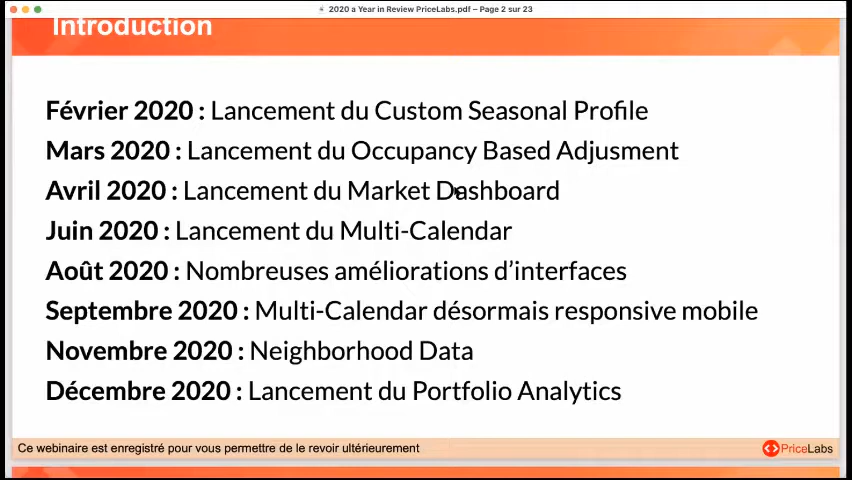 2020 a Year in Review PriceLabs.pdf – Page 2 sur 23
Introduction
Février 2020 : Lancement du Custom Seasonal Profile
Mars 2020 : Lancement du Occupancy Based Adjusment
Avril 2020 : Lancement du Market Dashboard
Juin 2020 : Lancement du Multi-Calendar
Août 2020 : Nombreuses améliorations d’interfaces
Septembre 2020 : Multi-Calendar désormais responsive mobile
Novembre 2020 : Neighborhood Data
Décembre 2020 : Lancement du Portfolio Analytics
Ce webinaire est enregistré pour vous permettre de le revoir ultérieurement
PriceLabs